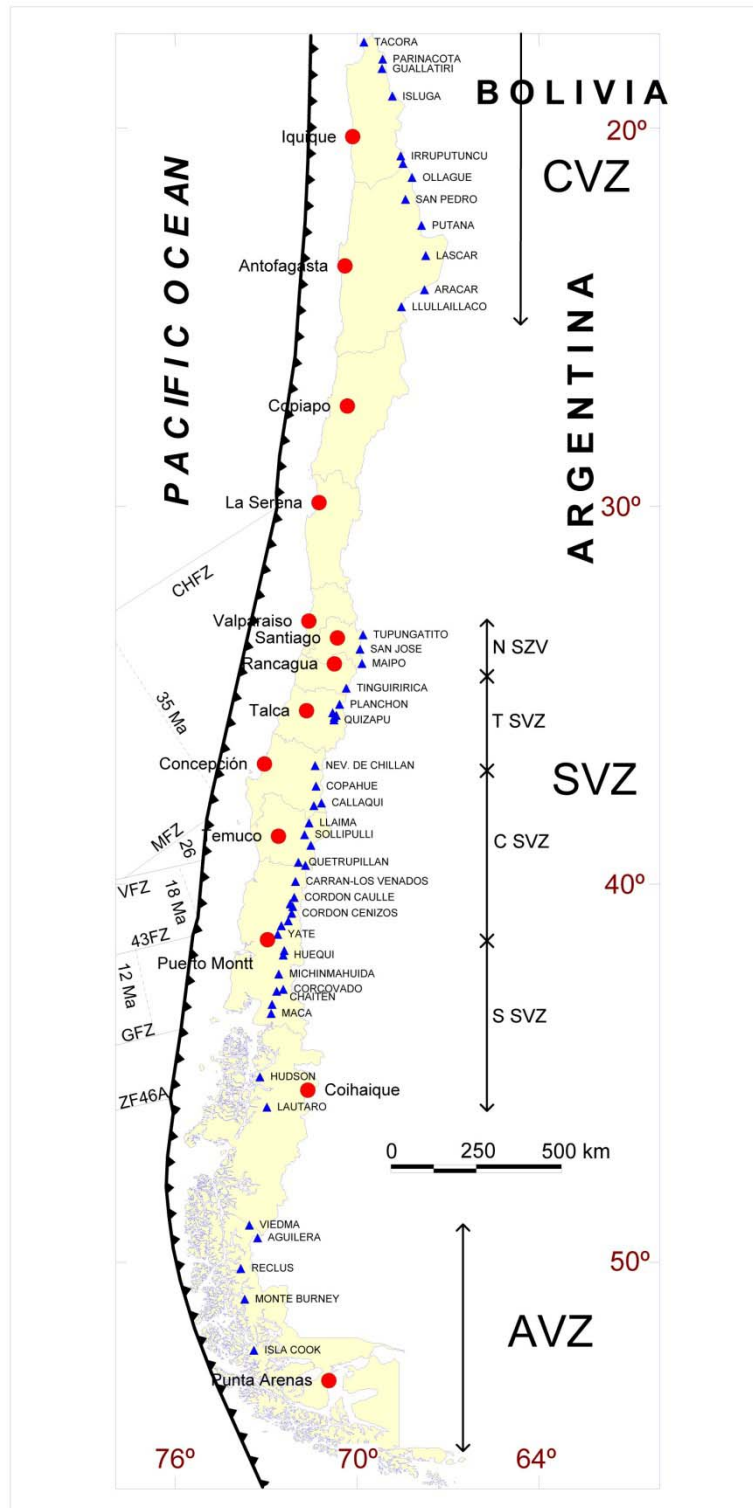 TACORA
PARINACOTA
GUALLATIRI
BOLIVIA
ISLUGA
20º
Iquique
IRRUPUTUNCU
CVZ
OLLAGUE
PACIFIC OCEAN
SAN PEDRO
PUTANA
LASCAR
Antofagasta
ARACAR
LLULLAILLACO
ARGENTINA
Copiapo
La Serena
30º
CHFZ
Valparaiso
TUPUNGATITO
Santiago
N SZV
SAN JOSE
Rancagua
MAIPO
TINGUIRIRICA
35 Ma
PLANCHON
Talca
QUIZAPU
T SVZ
Concepción
NEV. DE CHILLAN
SVZ
COPAHUE
CALLAQUI
LLAIMA
MFZ
Temuco
SOLLIPULLI
C SVZ
26
QUETRUPILLAN
VFZ
CARRAN-LOS VENADOS
40º
18 Ma
CORDON CAULLE
CORDON CENIZOS
43FZ
YATE
HUEQUI
Puerto Montt
12 Ma
MICHINMAHUIDA
CORCOVADO
CHAITEN
MACA
S SVZ
GFZ
HUDSON
ZF46A
Coihaique
LAUTARO
0 250 500 km
VIEDMA
AGUILERA
50º
RECLUS
MONTE BURNEY
AVZ
ISLA COOK
Punta Arenas
76º 70º 64º